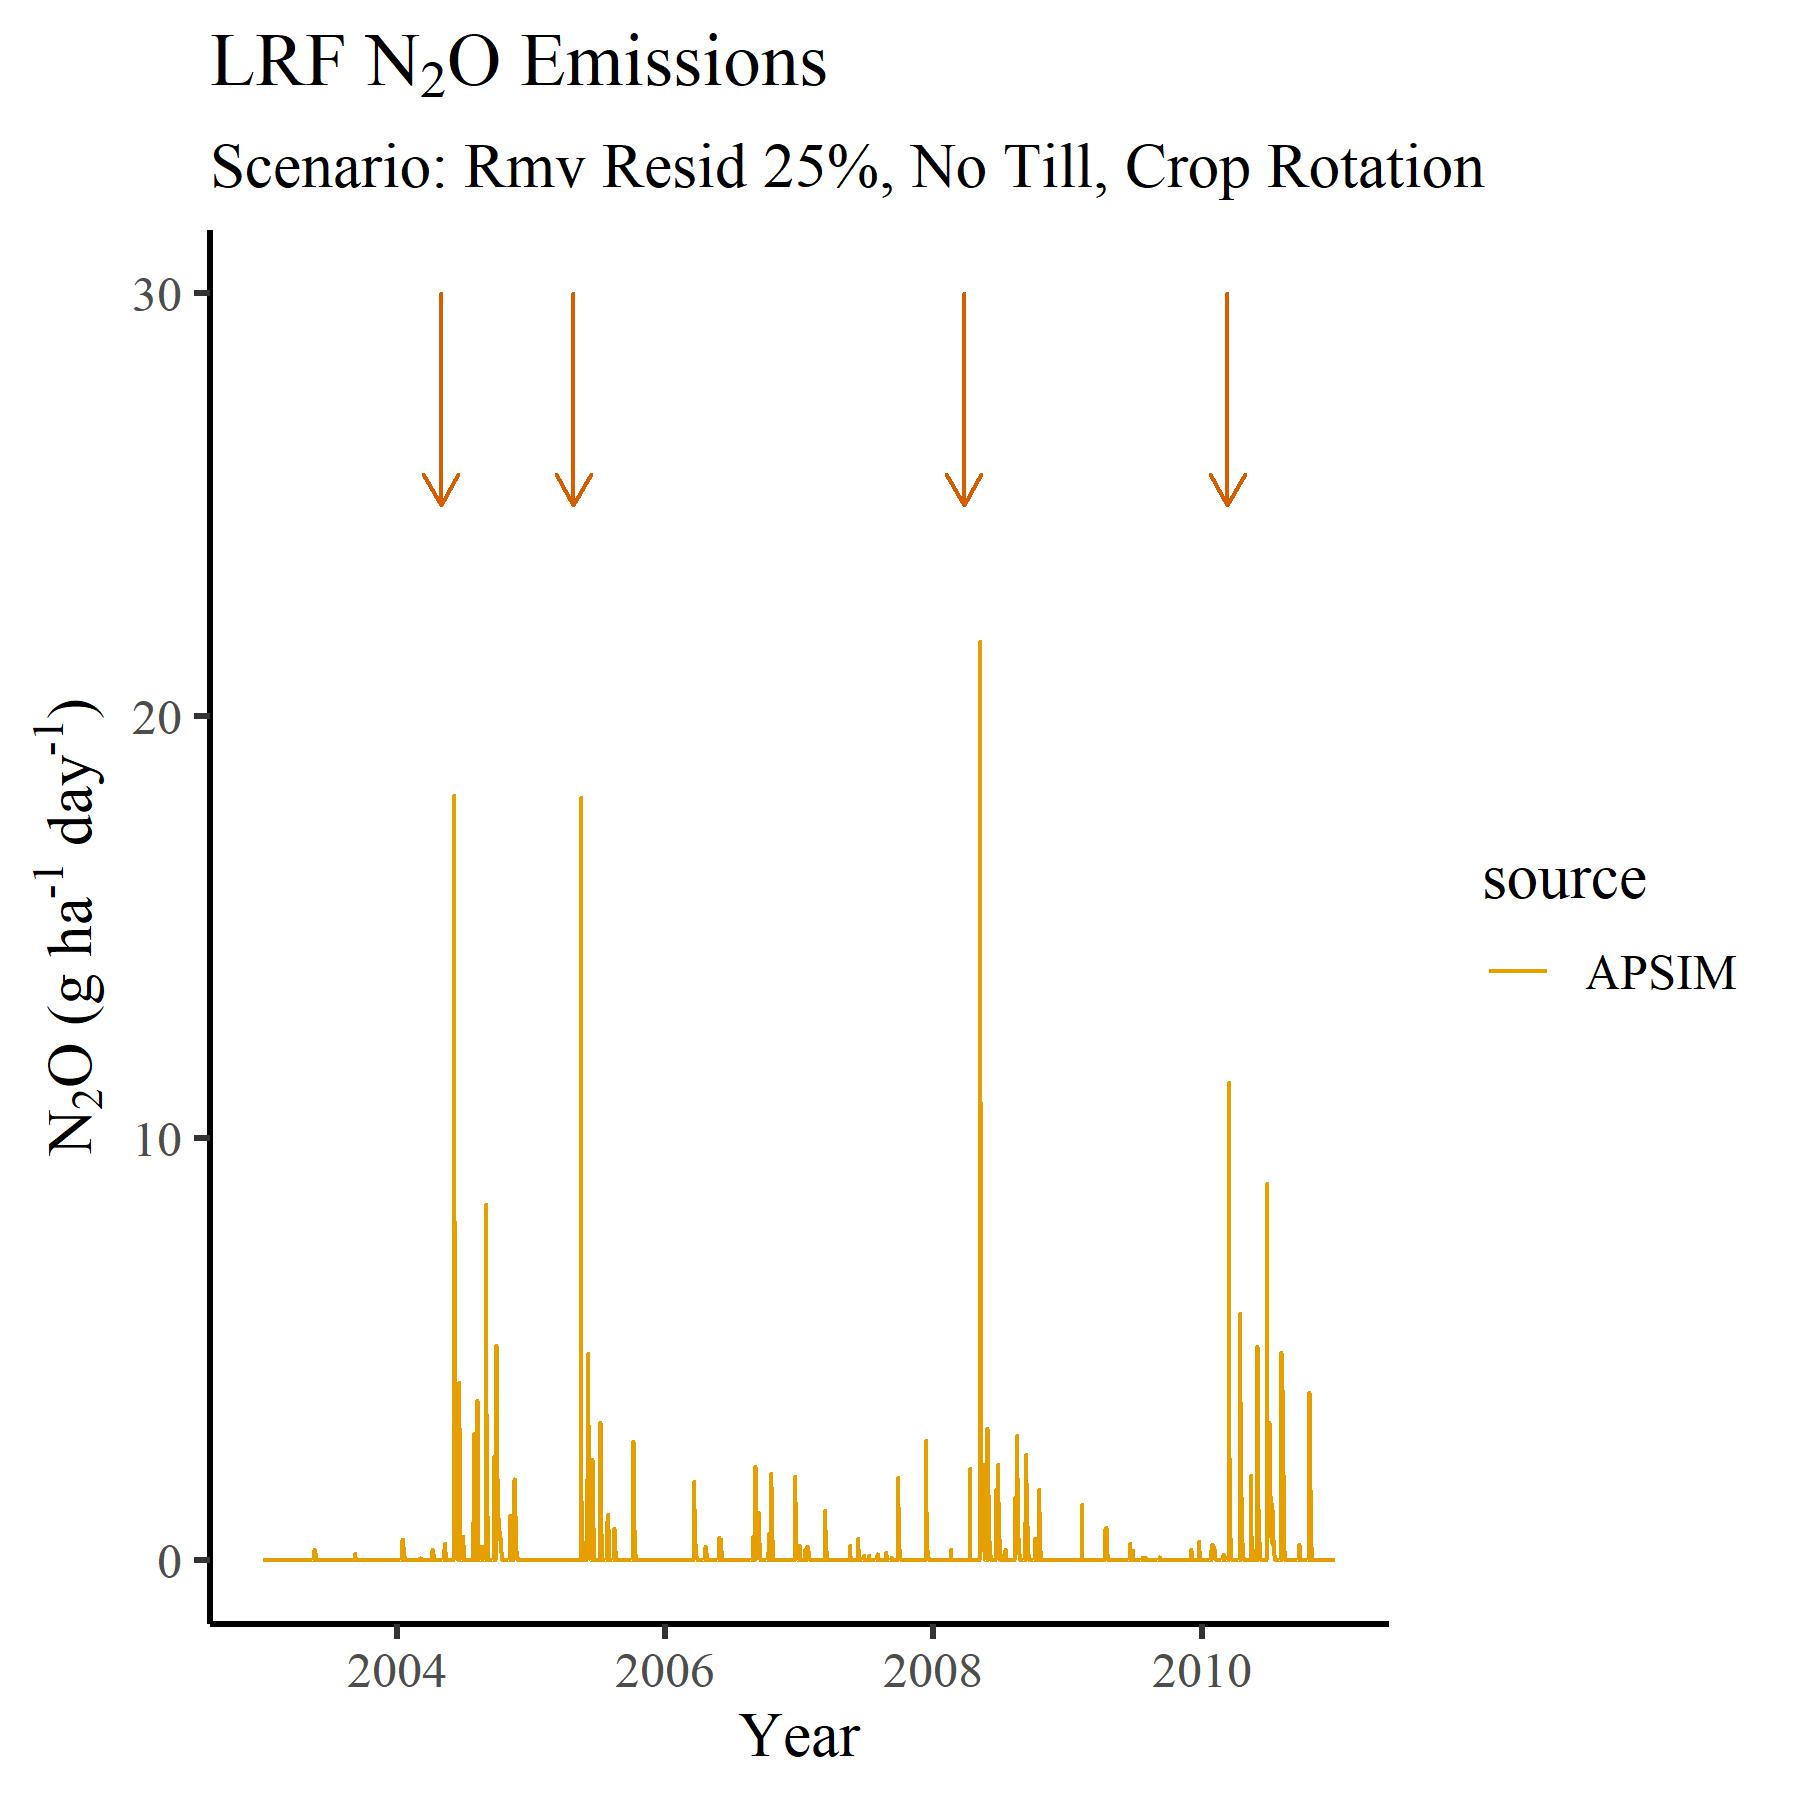 LRF N₂O Emissions
Scenario: Rmv Resid 25%, No Till, Crop Rotation
N₂O (g ha⁻¹ day⁻¹)
30
20
10
0
2004 2006 2008 2010
Year
source
APSIM